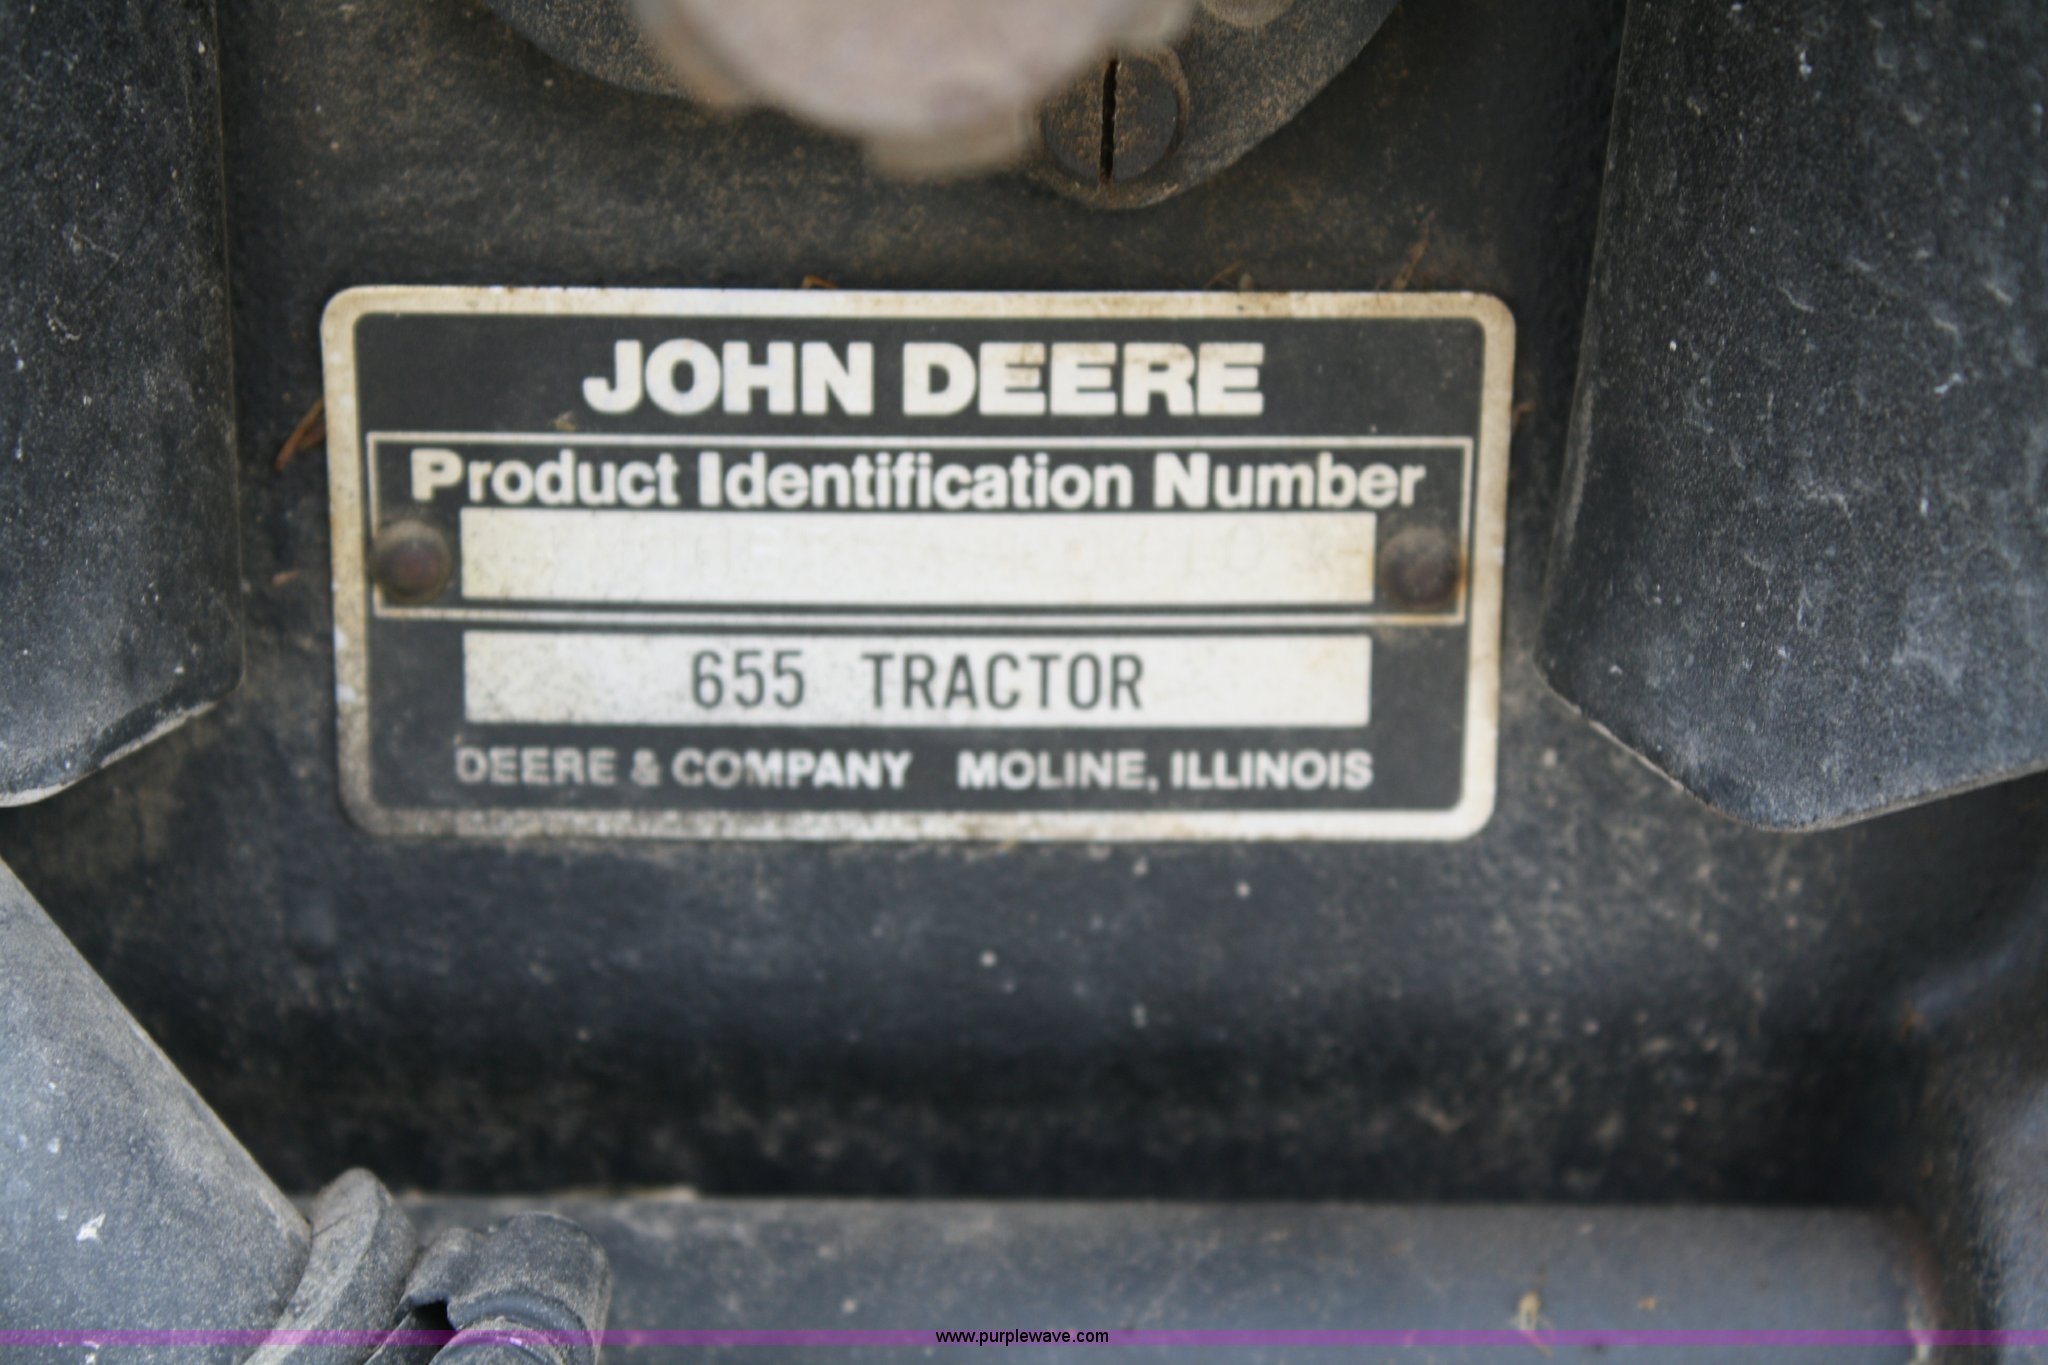 JOHN DEERE
Product Identification Number
655 TRACTOR
DEERE & COMPANY MOLINE, ILLINOIS
www.purplewave.com